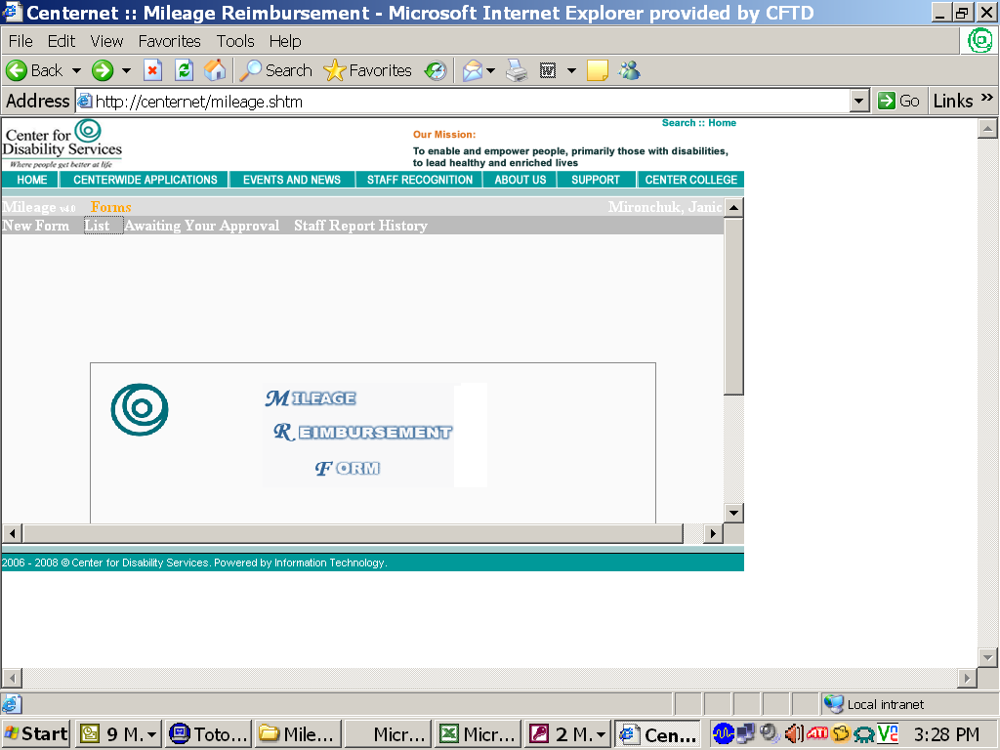 Centernet :: Mileage Reimbursement - Microsoft Internet Explorer provided by CFTD
File Edit View Favorites Tools Help
Back Search Favorites
Address http://centernet/mileage.shtm Go Links »
Search :: Home
Center for
Disability Services
Where people get better at life
Our Mission:
To enable and empower people, primarily those with disabilities,
to lead healthy and enriched lives
HOME CENTERWIDE APPLICATIONS EVENTS AND NEWS STAFF RECOGNITION ABOUT US SUPPORT CENTER COLLEGE
Mileage v4.0 Forms Mironchuk, Janic
New Form List Awaiting Your Approval Staff Report History
MILEAGE
REIMBURSEMENT
FORM
2006 - 2008 © Center for Disability Services. Powered by Information Technology.
Local intranet
Start 9 M... Toto... Mile... Micr... Micr... 2 M... Cen... 3:28 PM